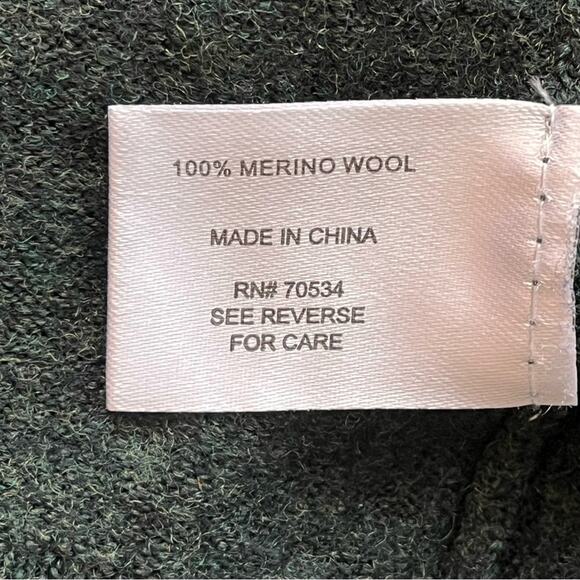 100% MERINO WOOL
MADE IN CHINA
RN# 70534
SEE REVERSE
FOR CARE